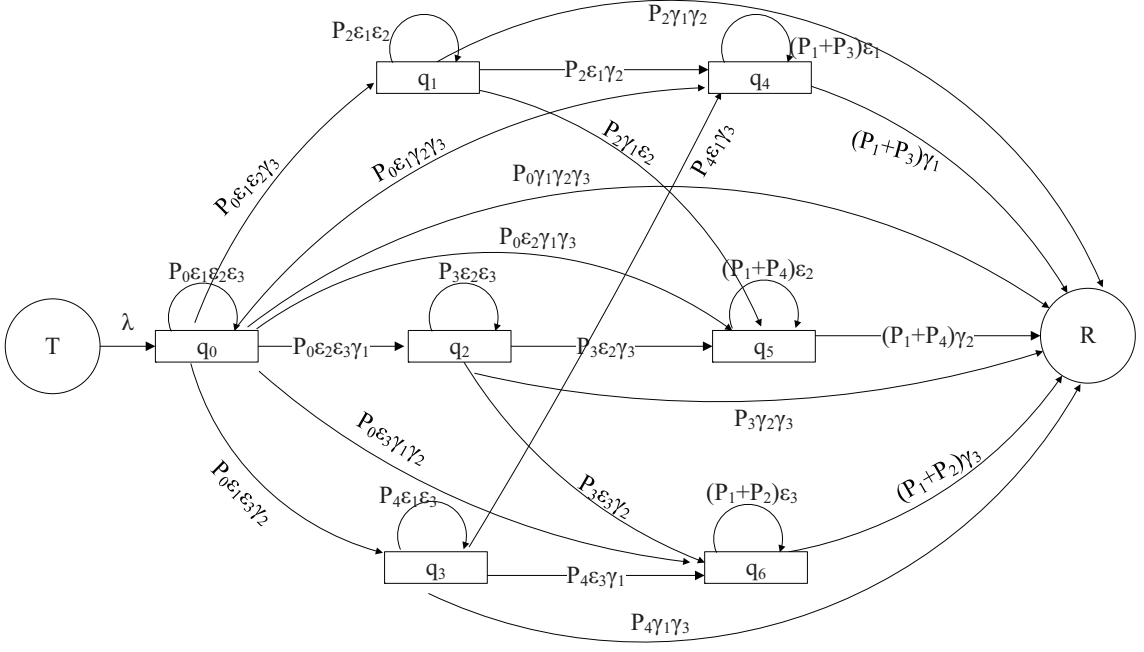 P₂γ₁γ₂
P₂ε₁ε₂
(P₁+P₃)ε₁
q₁
P₂ε₁γ₂
q₄
P₀ε₁ε₂γ₃
P₀ε₁γ₂γ₃
P₂γ₁ε₂
P₄ε₁γ₃
(P₁+P₃)γ₁
P₀γ₁γ₂γ₃
P₀ε₂γ₁γ₃
P₀ε₁ε₂ε₃
P₃ε₂ε₃
(P₁+P₄)ε₂
T
λ
q₀
P₀ε₂ε₃γ₁
q₂
P₃ε₂γ₃
q₅
(P₁+P₄)γ₂
R
P₃γ₂γ₃
P₀ε₃γ₁γ₂
P₀ε₁ε₃γ₂
P₄ε₁ε₃
P₃ε₃γ₂
(P₁+P₂)ε₃
(P₁+P₂)γ₃
q₃
P₄ε₃γ₁
q₆
P₄γ₁γ₃